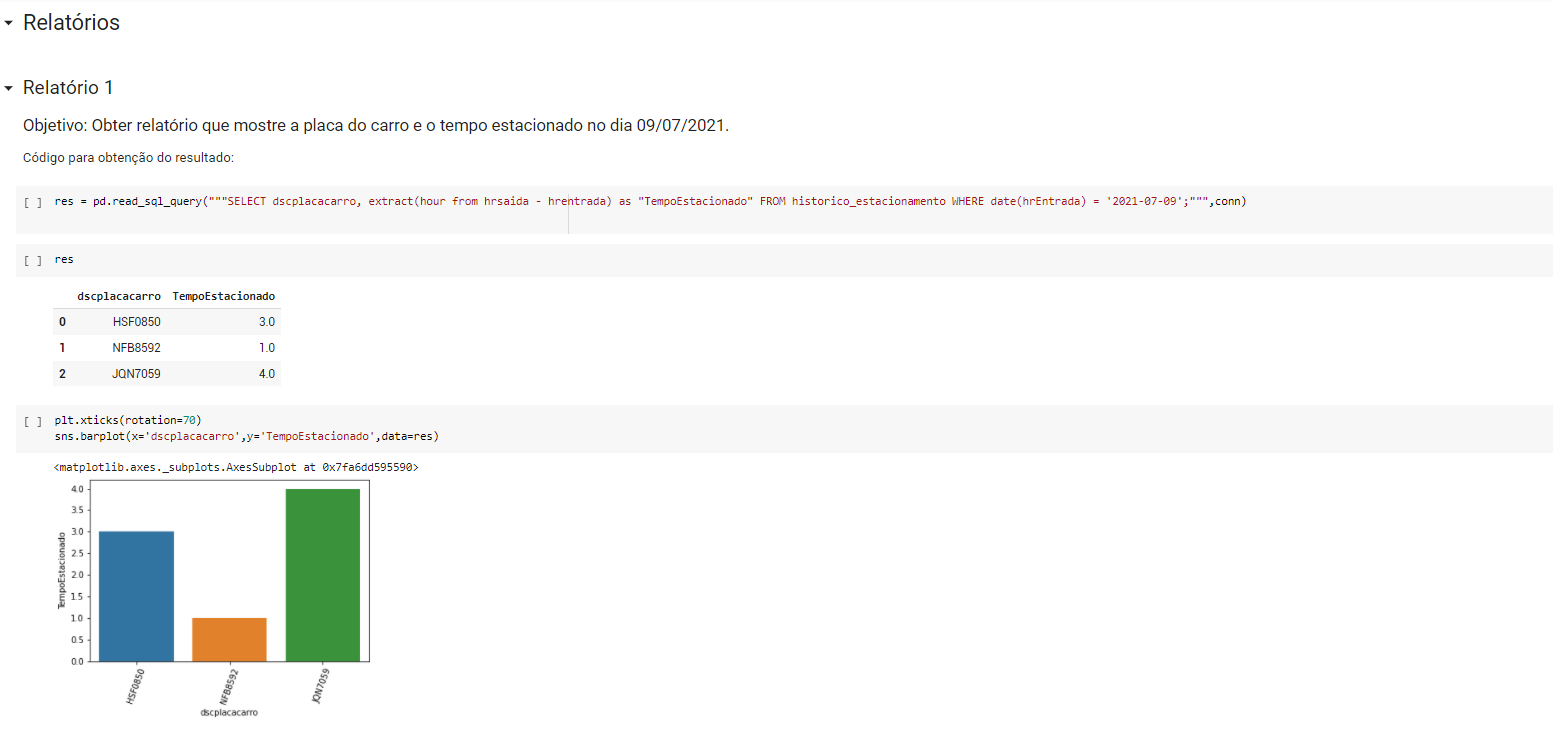 Relatórios
Relatório 1
Objetivo: Obter relatório que mostre a placa do carro e o tempo estacionado no dia 09/07/2021.
Código para obtenção do resultado:
[ ] res = pd.read_sql_query("""SELECT dscplacacarro, extract(hour from hrsaida - hrentrada) as "TempoEstacionado" FROM historico_estacionamento WHERE date(hrEntrada) = '2021-07-09';""",conn)
[ ] res
dscplacacarro TempoEstacionado
0 HSF0850 3.0
1 NFB8592 1.0
2 JQN7059 4.0
[ ] plt.xticks(rotation=70)
sns.barplot(x='dscplacacarro',y='TempoEstacionado',data=res)
<matplotlib.axes._subplots.AxesSubplot at 0x7fa6dd595590>
4.0
3.5
3.0
2.5
2.0
1.5
1.0
0.5
0.0
TempoEstacionado
HSF0850
NFB8592
JQN7059
dscplacacarro